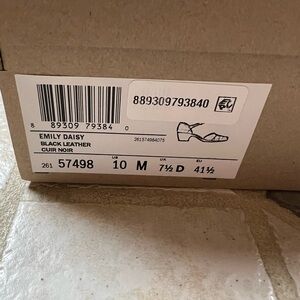 889309793840
8 89309 79384 0
EMILY DAISY
BLACK LEATHER
CUIR NOIR
US UK EU
261 57498 10 M 7½ D 41½